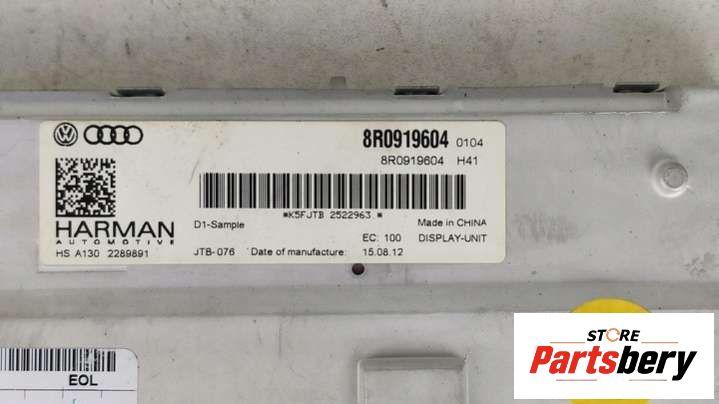 8R0919604 0104
8R0919604 H41
*K5FJTB 2522963*
HARMAN
AUTOMOTIVE
D1-Sample
Made in CHINA
EC: 100 DISPLAY-UNIT
HS A130 2289891
JTB-076 Date of manufacture: 15.08.12
EOL
STORE
Partsbery